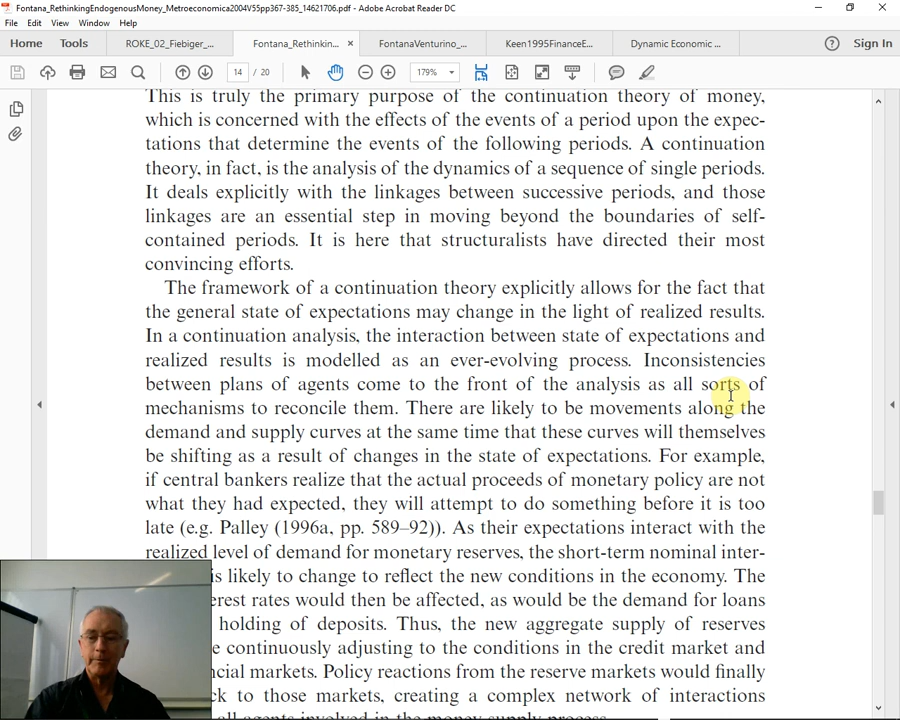 Fontana_RethinkingEndogenousMoney_Metroeconomica2004V55pp367-385_14621706.pdf - Adobe Acrobat Reader DC
File Edit View Window Help
Home Tools ROKE_02_Fiebiger_... Fontana_Rethinkin... × FontanaVenturino_... Keen1995FinanceE... Dynamic Economic ... Sign In
14 / 20 179%
This is truly the primary purpose of the continuation theory of money,
which is concerned with the effects of the events of a period upon the expec-
tations that determine the events of the following periods. A continuation
theory, in fact, is the analysis of the dynamics of a sequence of single periods.
It deals explicitly with the linkages between successive periods, and those
linkages are an essential step in moving beyond the boundaries of self-
contained periods. It is here that structuralists have directed their most
convincing efforts.
The framework of a continuation theory explicitly allows for the fact that
the general state of expectations may change in the light of realized results.
In a continuation analysis, the interaction between state of expectations and
realized results is modelled as an ever-evolving process. Inconsistencies
between plans of agents come to the front of the analysis as all sorts of
mechanisms to reconcile them. There are likely to be movements along the
demand and supply curves at the same time that these curves will themselves
be shifting as a result of changes in the state of expectations. For example,
if central bankers realize that the actual proceeds of monetary policy are not
what they had expected, they will attempt to do something before it is too
late (e.g. Palley (1996a, pp. 589–92)). As their expectations interact with the
realized level of demand for monetary reserves, the short-term nominal inter-
is likely to change to reflect the new conditions in the economy. The
erest rates would then be affected, as would be the demand for loans
holding of deposits. Thus, the new aggregate supply of reserves
e continuously adjusting to the conditions in the credit market and
ncial markets. Policy reactions from the reserve markets would finally
ck to those markets, creating a complex network of interactions
all agents involved in the money supply process.